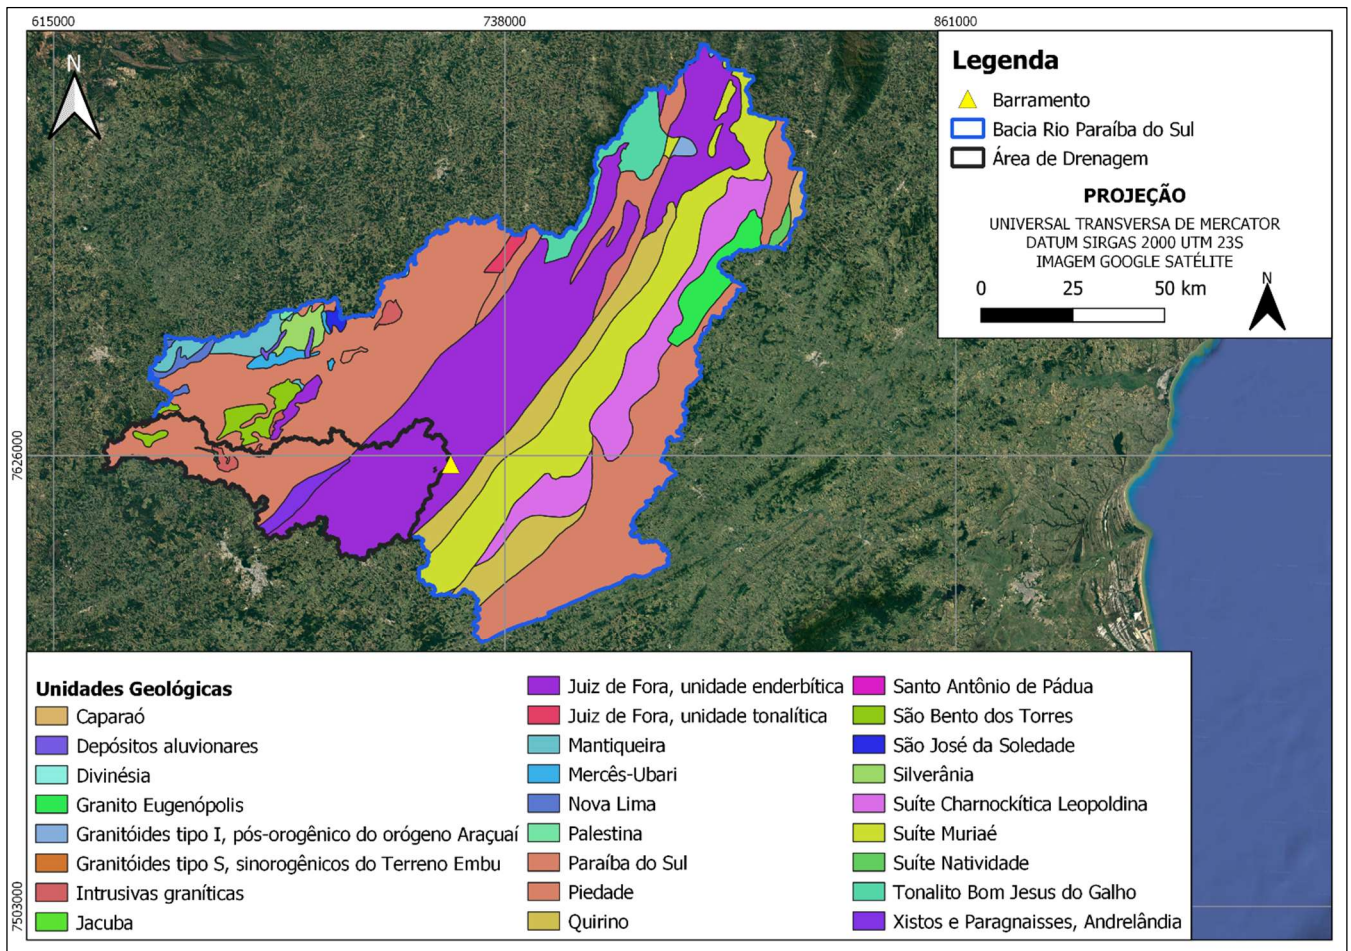 615000
738000
861000
N
Legenda
Barramento
Bacia Rio Paraíba do Sul
Área de Drenagem
PROJEÇÃO
UNIVERSAL TRANSVERSA DE MERCATOR
DATUM SIRGAS 2000 UTM 23S
IMAGEM GOOGLE SATÉLITE
N
0 25 50 km
7626000
7503000
Unidades Geológicas
Caparaó
Depósitos aluvionares
Divinésia
Granito Eugenópolis
Granitóides tipo I, pós-orogênico do orógeno Araçuaí
Granitóides tipo S, sinorogênicos do Terreno Embu
Intrusivas graníticas
Jacuba
Juiz de Fora, unidade enderbítica
Juiz de Fora, unidade tonalítica
Mantiqueira
Mercês-Ubari
Nova Lima
Palestina
Paraíba do Sul
Piedade
Quirino
Santo Antônio de Pádua
São Bento dos Torres
São José da Soledade
Silverânia
Suíte Charnockítica Leopoldina
Suíte Muriaé
Suíte Natividade
Tonalito Bom Jesus do Galho
Xistos e Paragnaisses, Andrelândia